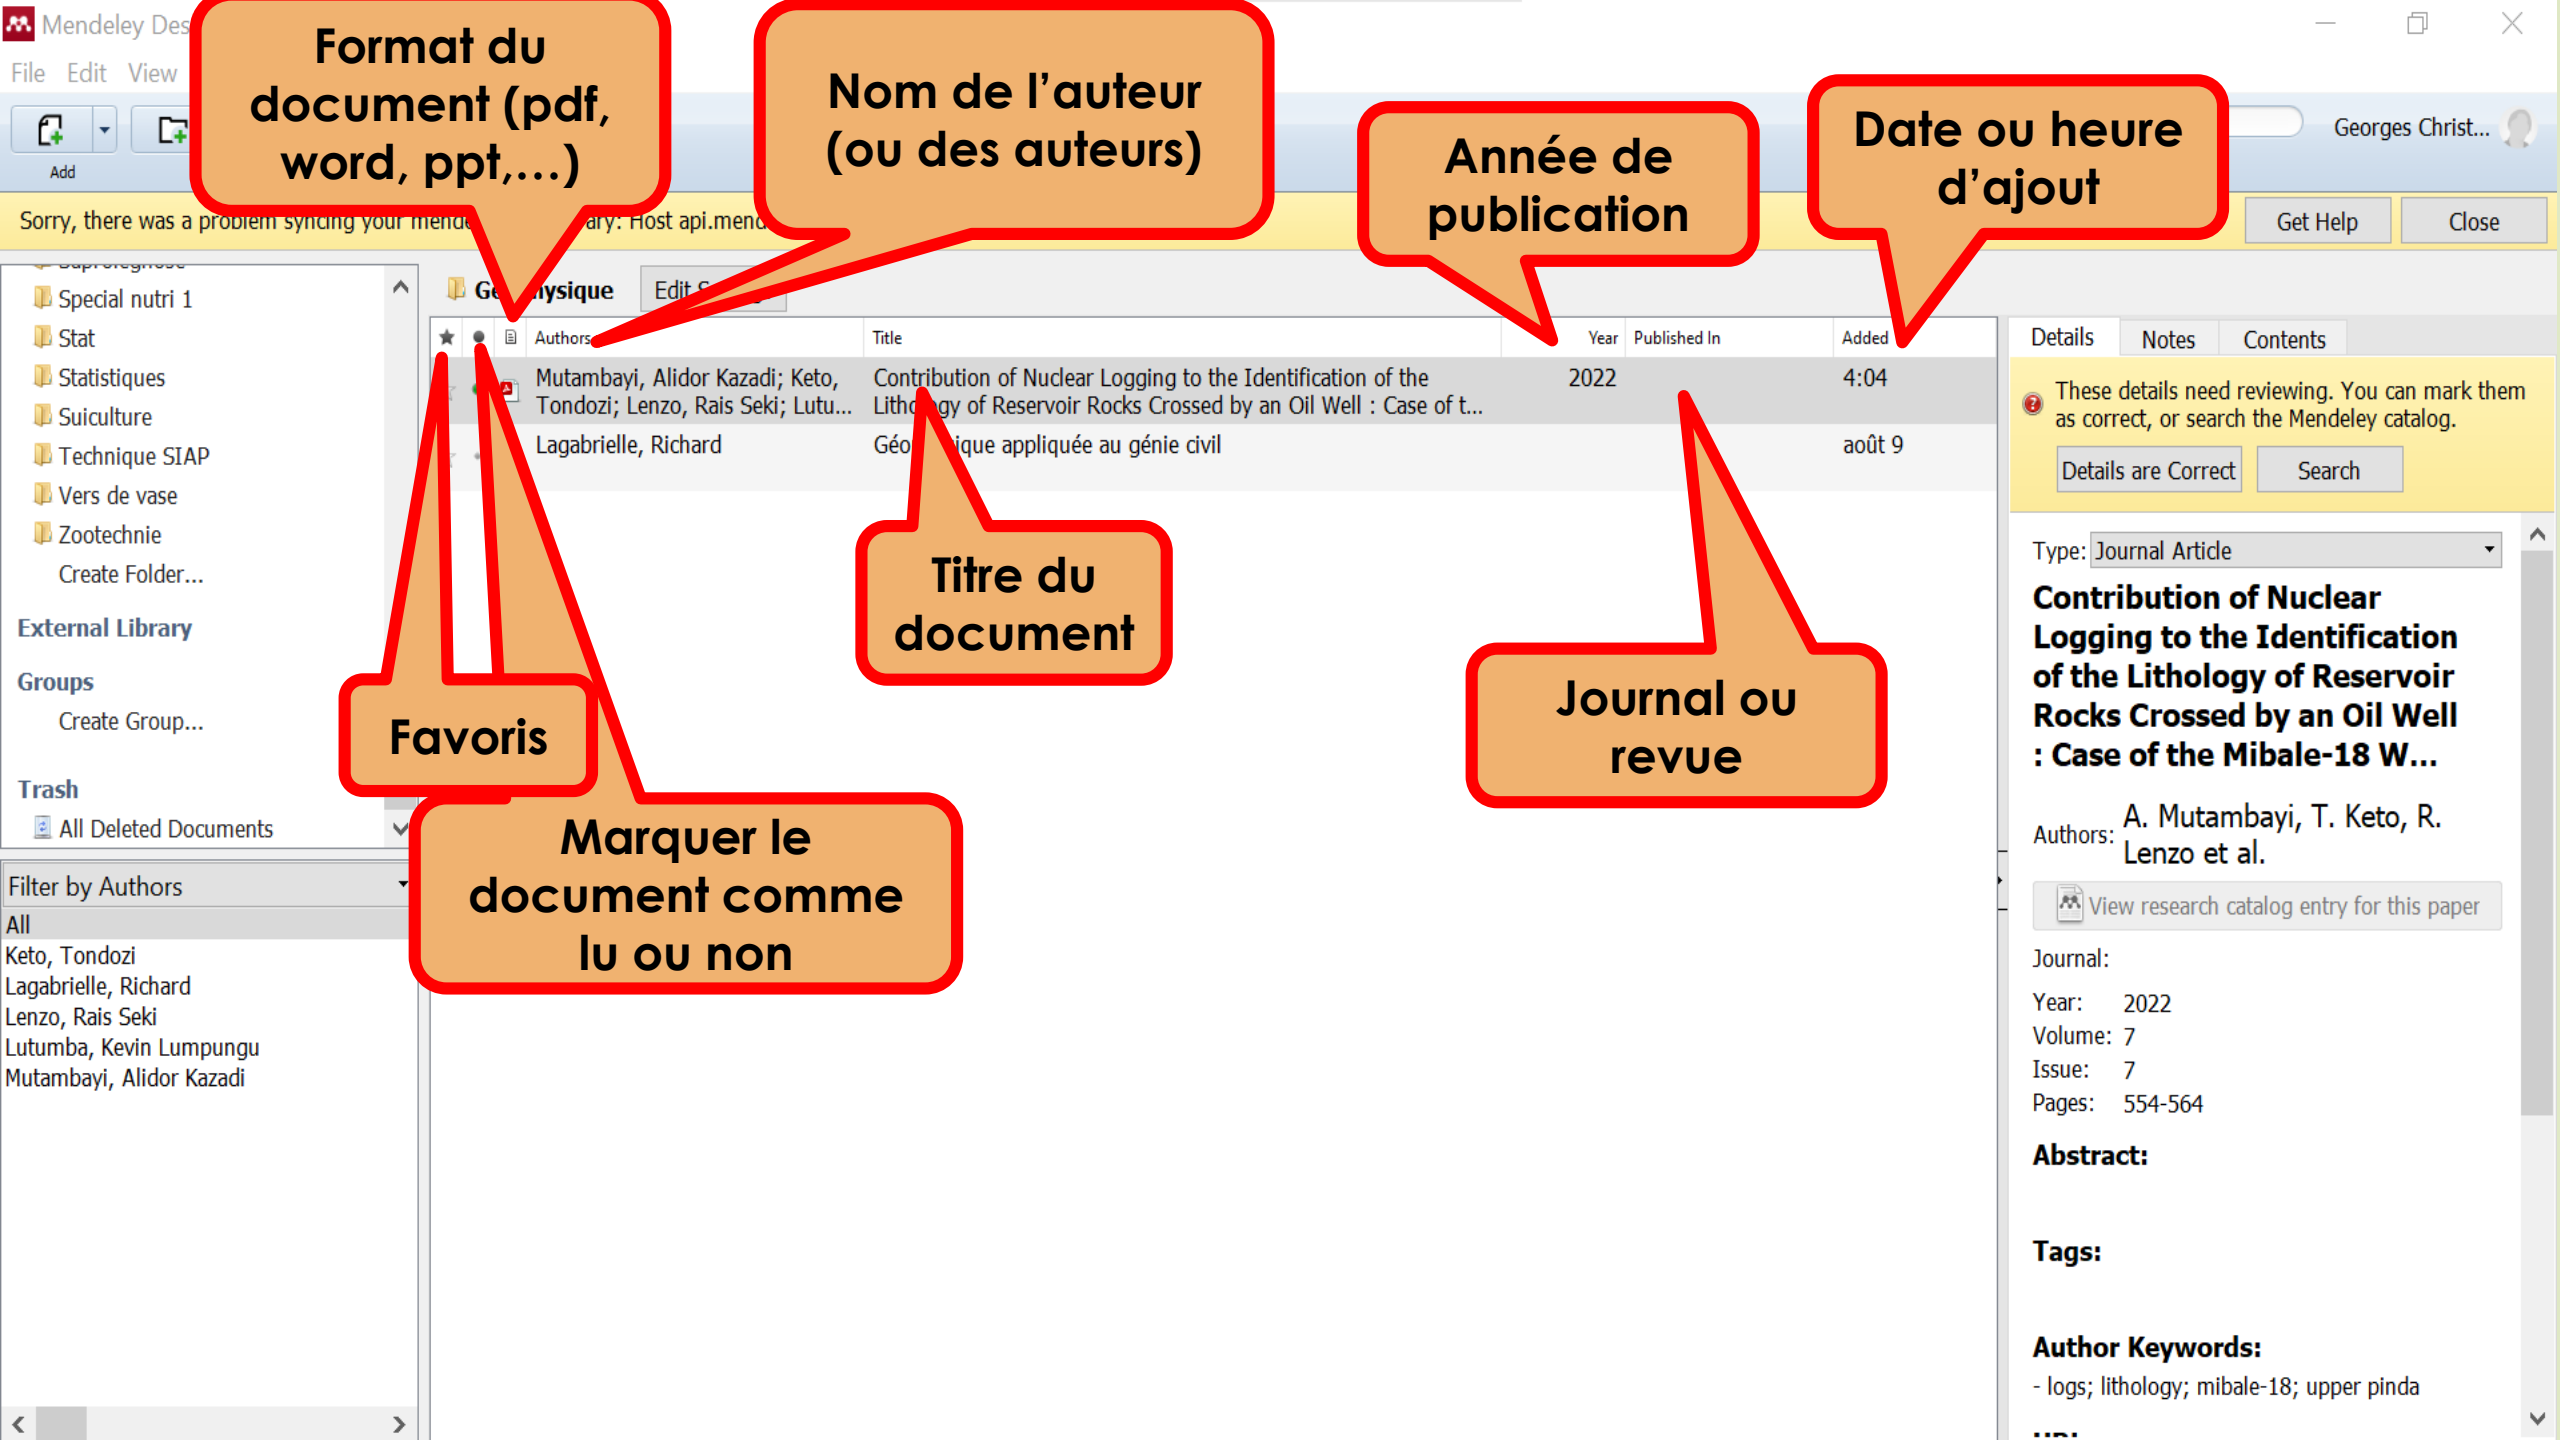 Mendeley Des
File Edit View
Format du
document (pdf,
word, ppt,…)
Nom de l’auteur
(ou des auteurs)
Année de
publication
Date ou heure
d’ajout
Georges Christ...
Add
Sorry, there was a problem syncing your
Host
Get Help
Close
Special nutri 1
Stat
Statistiques
Suiculture
Technique SIAP
Vers de vase
Zootechnie
Create Folder...
External Library
Groups
Create Group...
Trash
All Deleted Documents
Filter by Authors
All
Keto, Tondozi
Lagabrielle, Richard
Lenzo, Rais Seki
Lutumba, Kevin Lumpungu
Mutambayi, Alidor Kazadi
Edit
Authors
Title
Year
Published In
Added
Mutambayi, Alidor Kazadi; Keto,
Tondozi; Lenzo, Rais Seki; Lutu...
Contribution of Nuclear Logging to the Identification of the
Lithology of Reservoir Rocks Crossed by an Oil Well : Case of t...
2022
4:04
Lagabrielle, Richard
appliquée au génie civil
août 9
Titre du
document
Journal ou
revue
Favoris
Marquer le
document comme
lu ou non
Details
Notes
Contents
These details need reviewing. You can mark them
as correct, or search the Mendeley catalog.
Details are Correct
Search
Type: Journal Article
Contribution of Nuclear
Logging to the Identification
of the Lithology of Reservoir
Rocks Crossed by an Oil Well
: Case of the Mibale-18 W...
Authors: A. Mutambayi, T. Keto, R.
Lenzo et al.
View research catalog entry for this paper
Journal:
Year: 2022
Volume: 7
Issue: 7
Pages: 554-564
Abstract:
Tags:
Author Keywords:
- logs; lithology; mibale-18; upper pinda